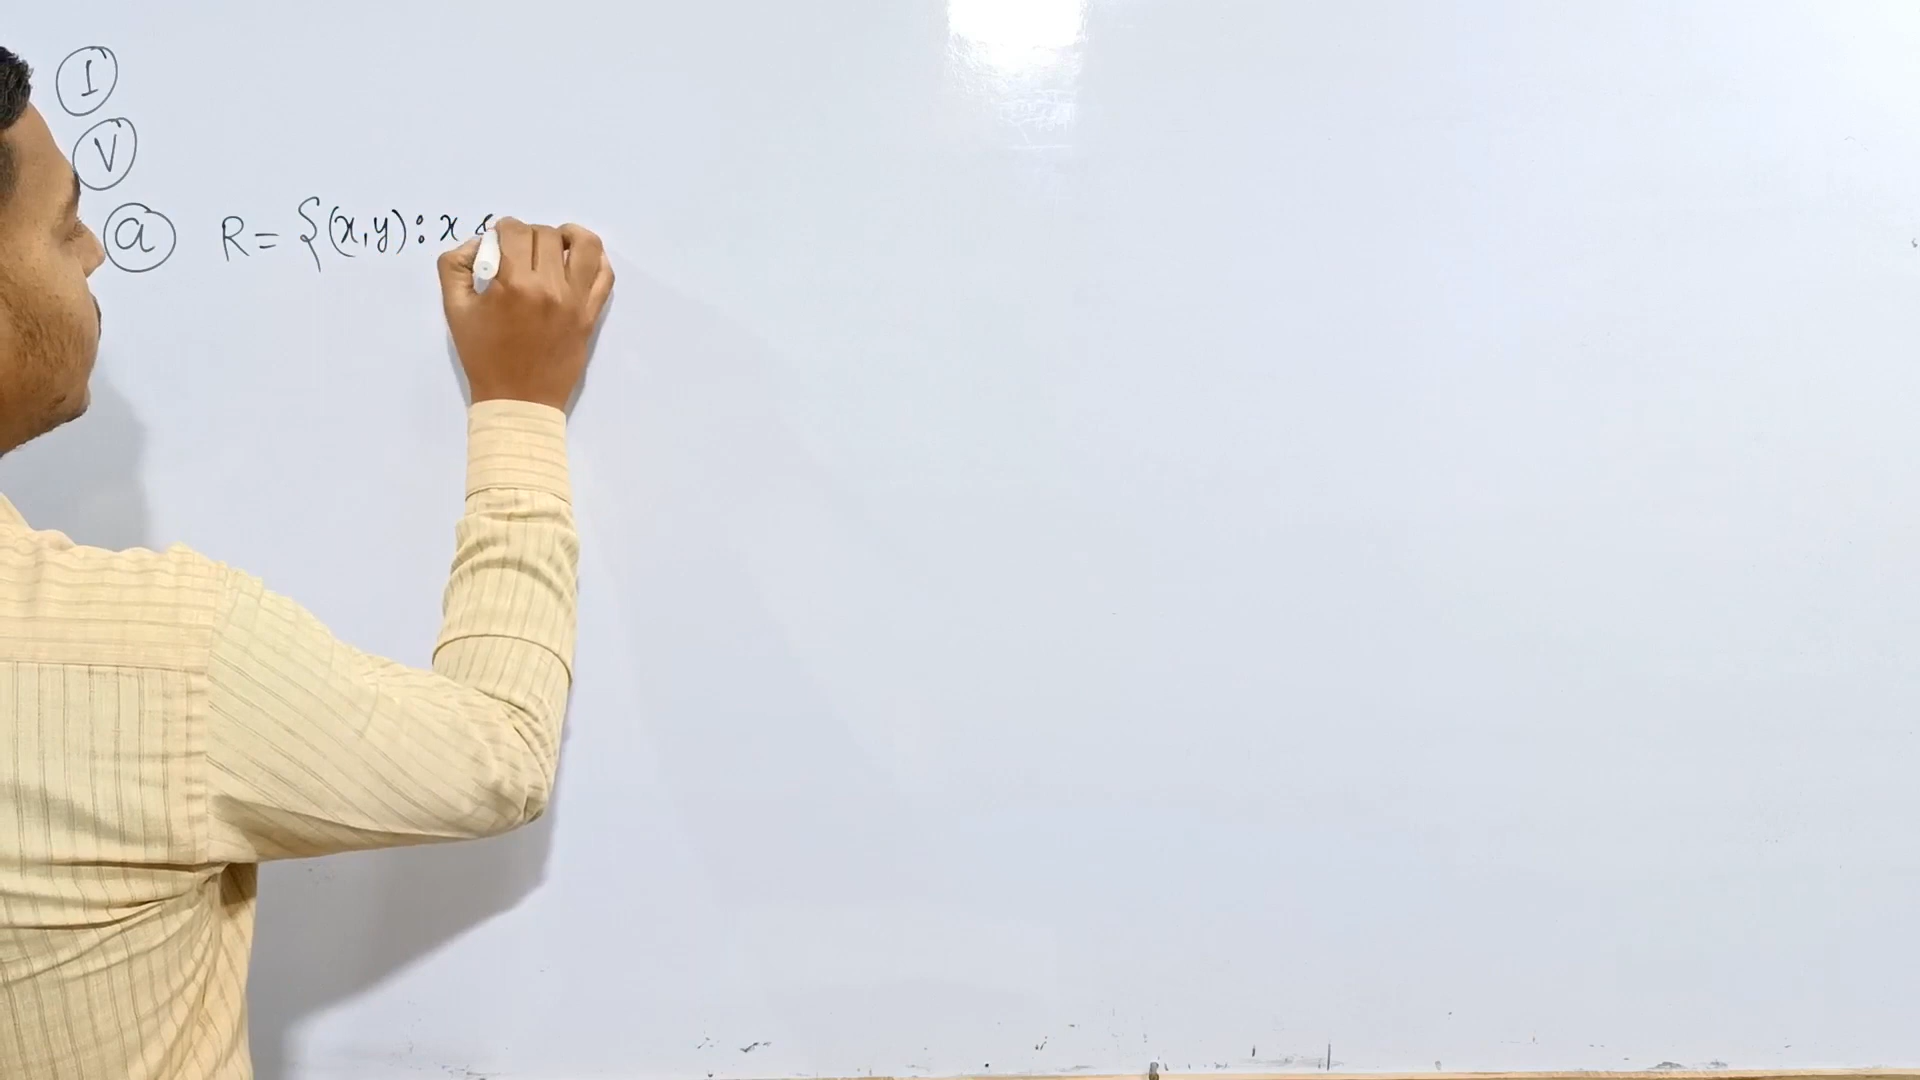 I
V
a R = {(x,y) : x